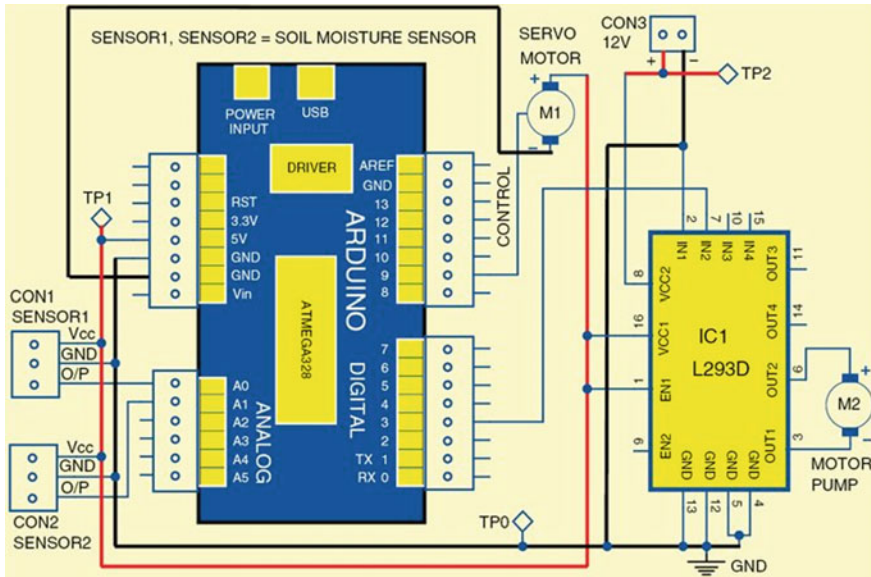 SENSOR1, SENSOR2 = SOIL MOISTURE SENSOR
SERVO
MOTOR
+
M1
−
CON3
12V
+
−
TP2
POWER
INPUT
USB
DRIVER
TP1
RST
3.3V
5V
GND
GND
Vin
AREF
GND
13
12
11
10
9
8
CONTROL
ARDUINO
ATMEGA328
CON1
SENSOR1
Vcc
GND
O/P
CON2
SENSOR2
Vcc
GND
O/P
A0
A1
A2
A3
A4
A5
ANALOG
DIGITAL
7
6
5
4
3
2
TX 1
RX 0
TP0
2
7
10
15
IN1
IN2
IN3
IN4
8
VCC2
16
VCC1
1
EN1
9
EN2
IC1
L293D
OUT3
11
OUT4
14
OUT2
6
OUT1
3
GND
GND
GND
GND
13
12
5
4
+
M2
−
MOTOR
PUMP
GND